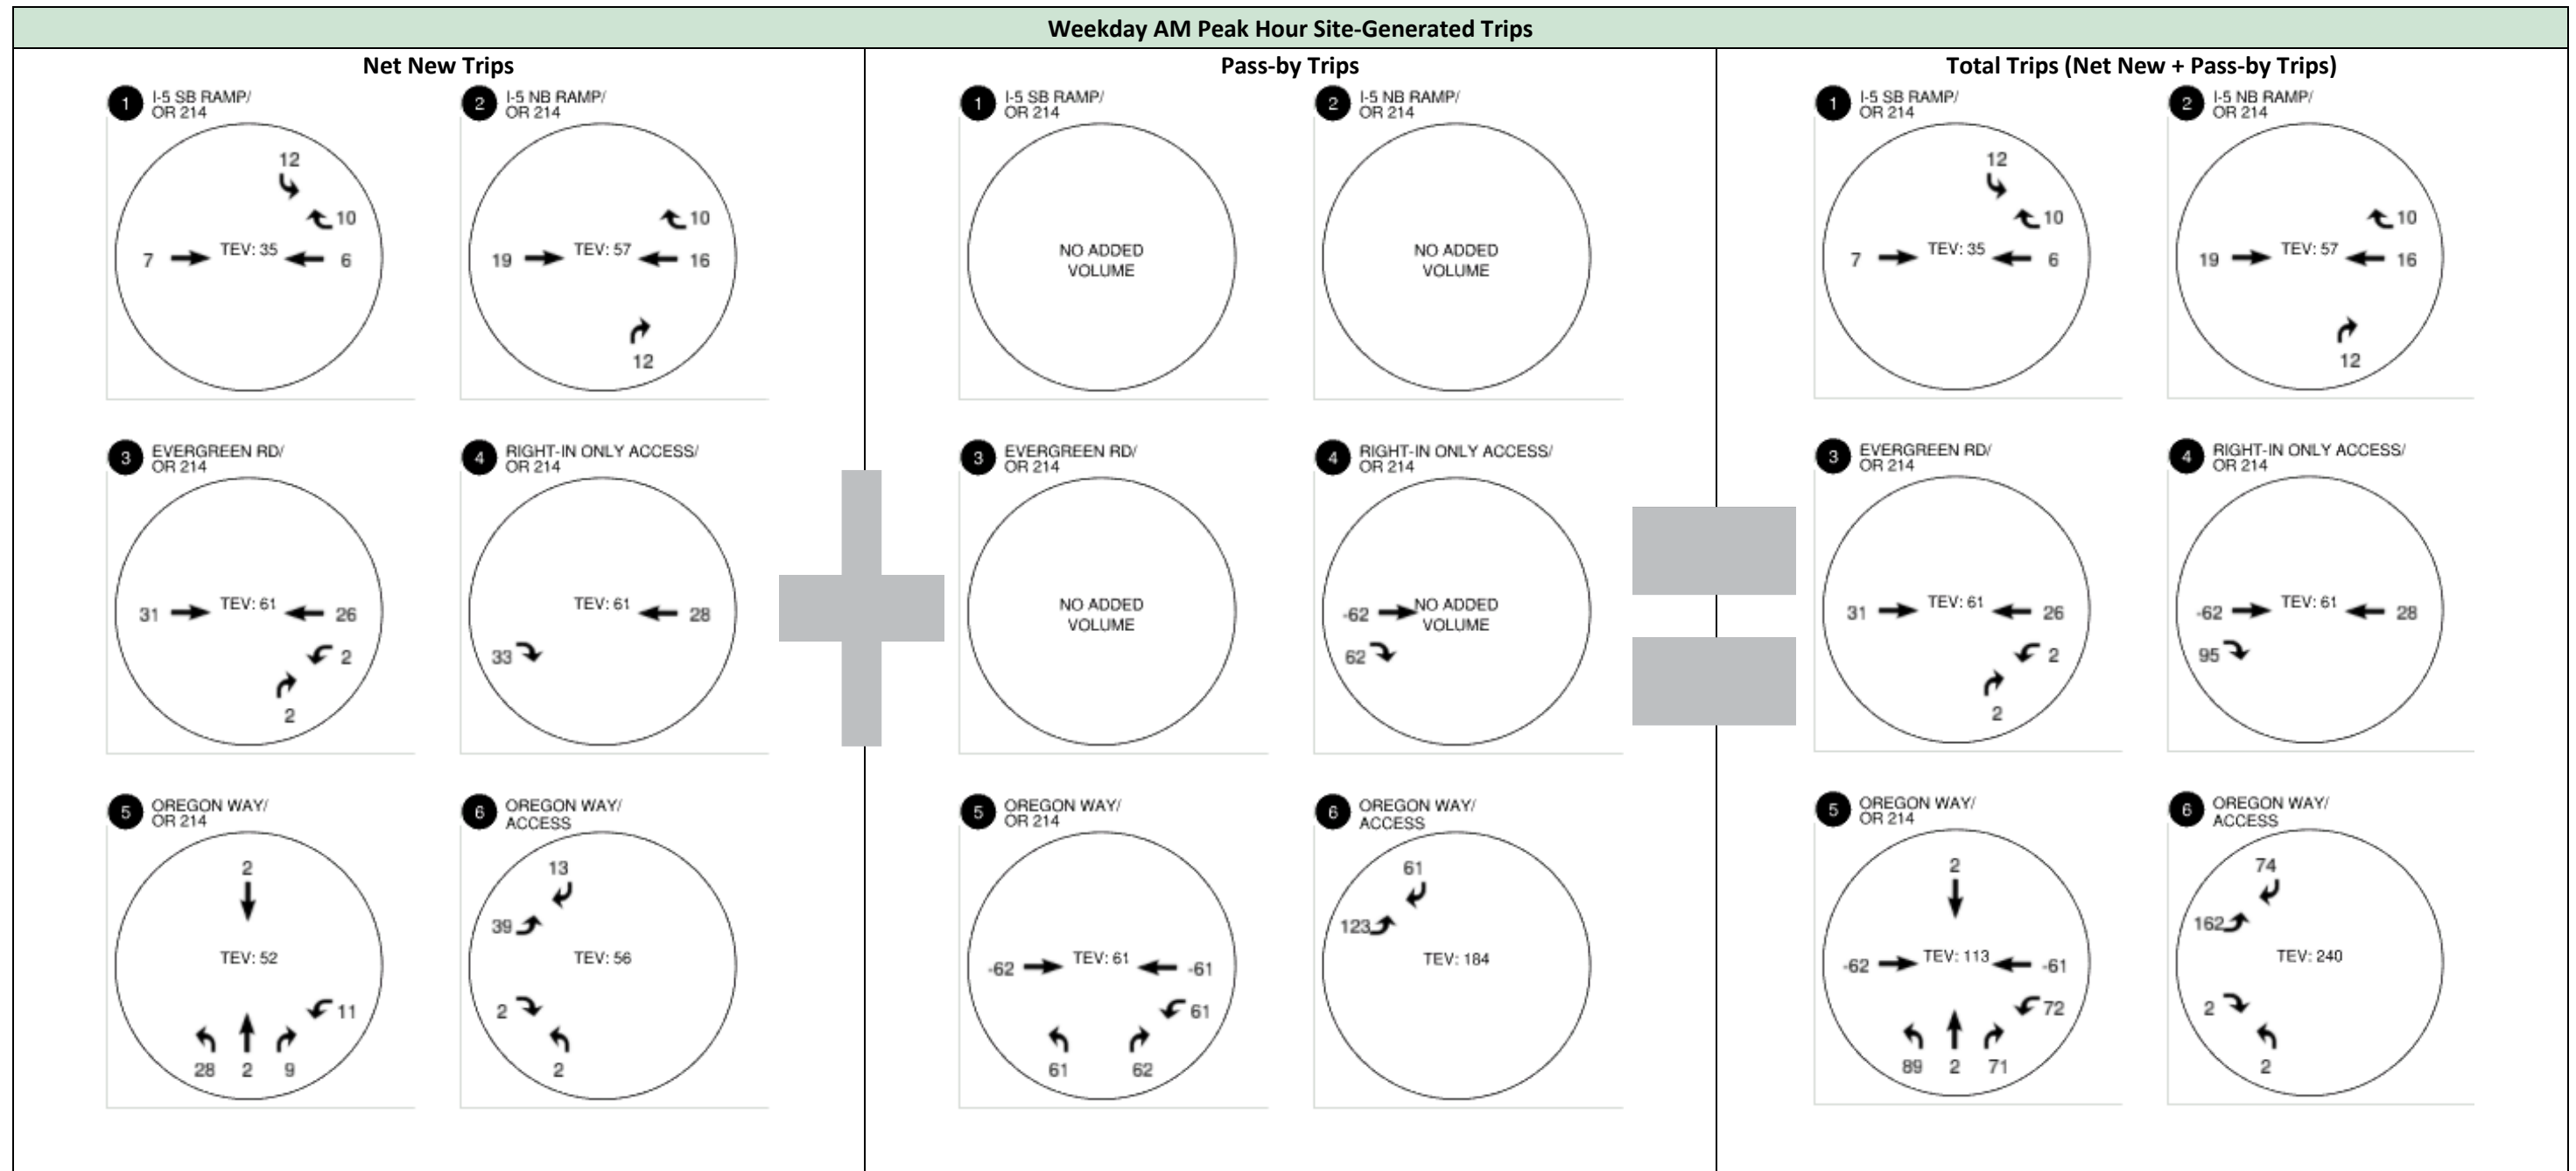 Weekday AM Peak Hour Site-Generated Trips
Net New Trips
1 I-5 SB RAMP/
OR 214
12
10
7 TEV: 35 6
2 I-5 NB RAMP/
OR 214
10
19 TEV: 57 16
12
3 EVERGREEN RD/
OR 214
31 TEV: 61 26
2
2
4 RIGHT-IN ONLY ACCESS/
OR 214
TEV: 61 28
33
5 OREGON WAY/
OR 214
2
TEV: 52
11
28 2 9
6 OREGON WAY/
ACCESS
13
39
TEV: 56
2
2
Pass-by Trips
1 I-5 SB RAMP/
OR 214
NO ADDED
VOLUME
2 I-5 NB RAMP/
OR 214
NO ADDED
VOLUME
3 EVERGREEN RD/
OR 214
NO ADDED
VOLUME
4 RIGHT-IN ONLY ACCESS/
OR 214
-62 NO ADDED
VOLUME
62
5 OREGON WAY/
OR 214
-62 TEV: 61 -61
61
61 62
6 OREGON WAY/
ACCESS
61
123
TEV: 184
Total Trips (Net New + Pass-by Trips)
1 I-5 SB RAMP/
OR 214
12
10
7 TEV: 35 6
2 I-5 NB RAMP/
OR 214
10
19 TEV: 57 16
12
3 EVERGREEN RD/
OR 214
31 TEV: 61 26
2
2
4 RIGHT-IN ONLY ACCESS/
OR 214
-62 TEV: 61 28
95
5 OREGON WAY/
OR 214
2
-62 TEV: 113 -61
72
89 2 71
6 OREGON WAY/
ACCESS
74
162
TEV: 240
2
2